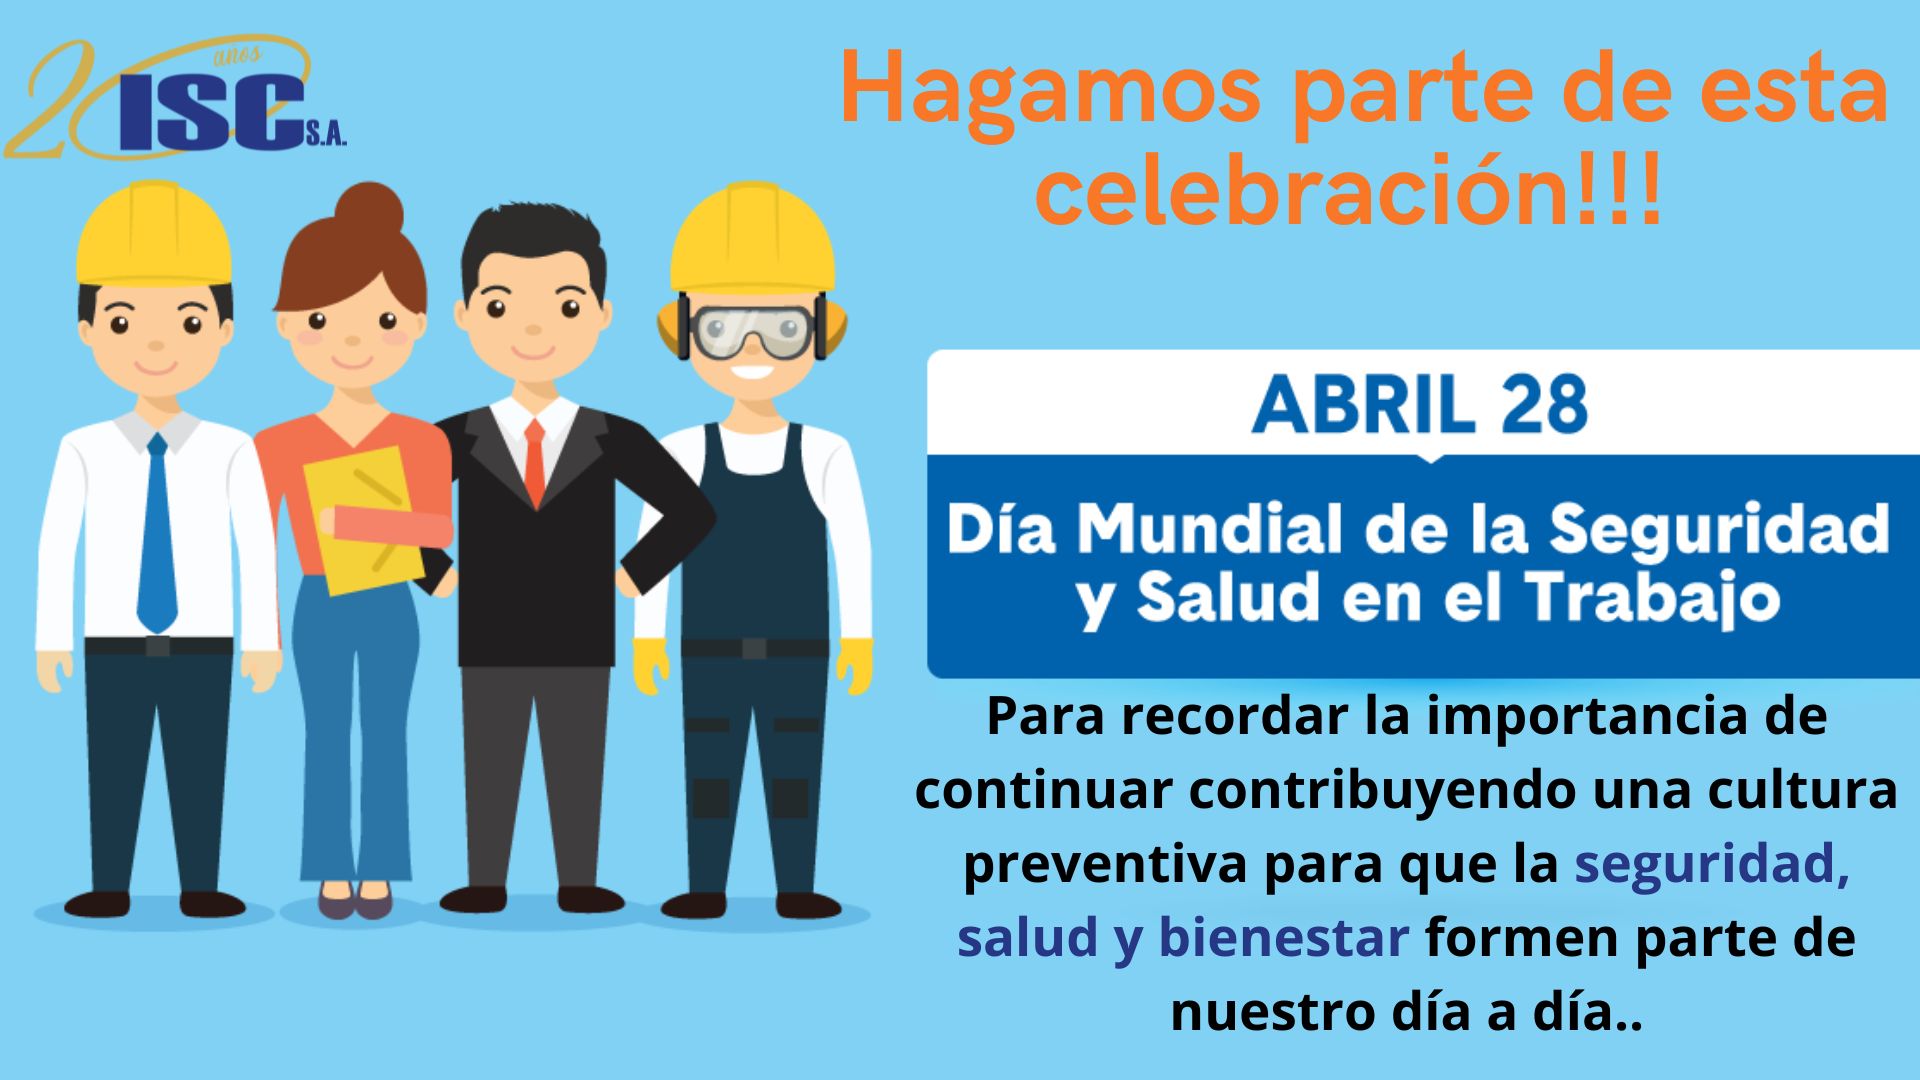 20 años
ISC S.A.
Hagamos parte de esta
celebración!!!
ABRIL 28
Día Mundial de la Seguridad
y Salud en el Trabajo
Para recordar la importancia de
continuar contribuyendo una cultura
preventiva para que la seguridad,
salud y bienestar formen parte de
nuestro día a día..